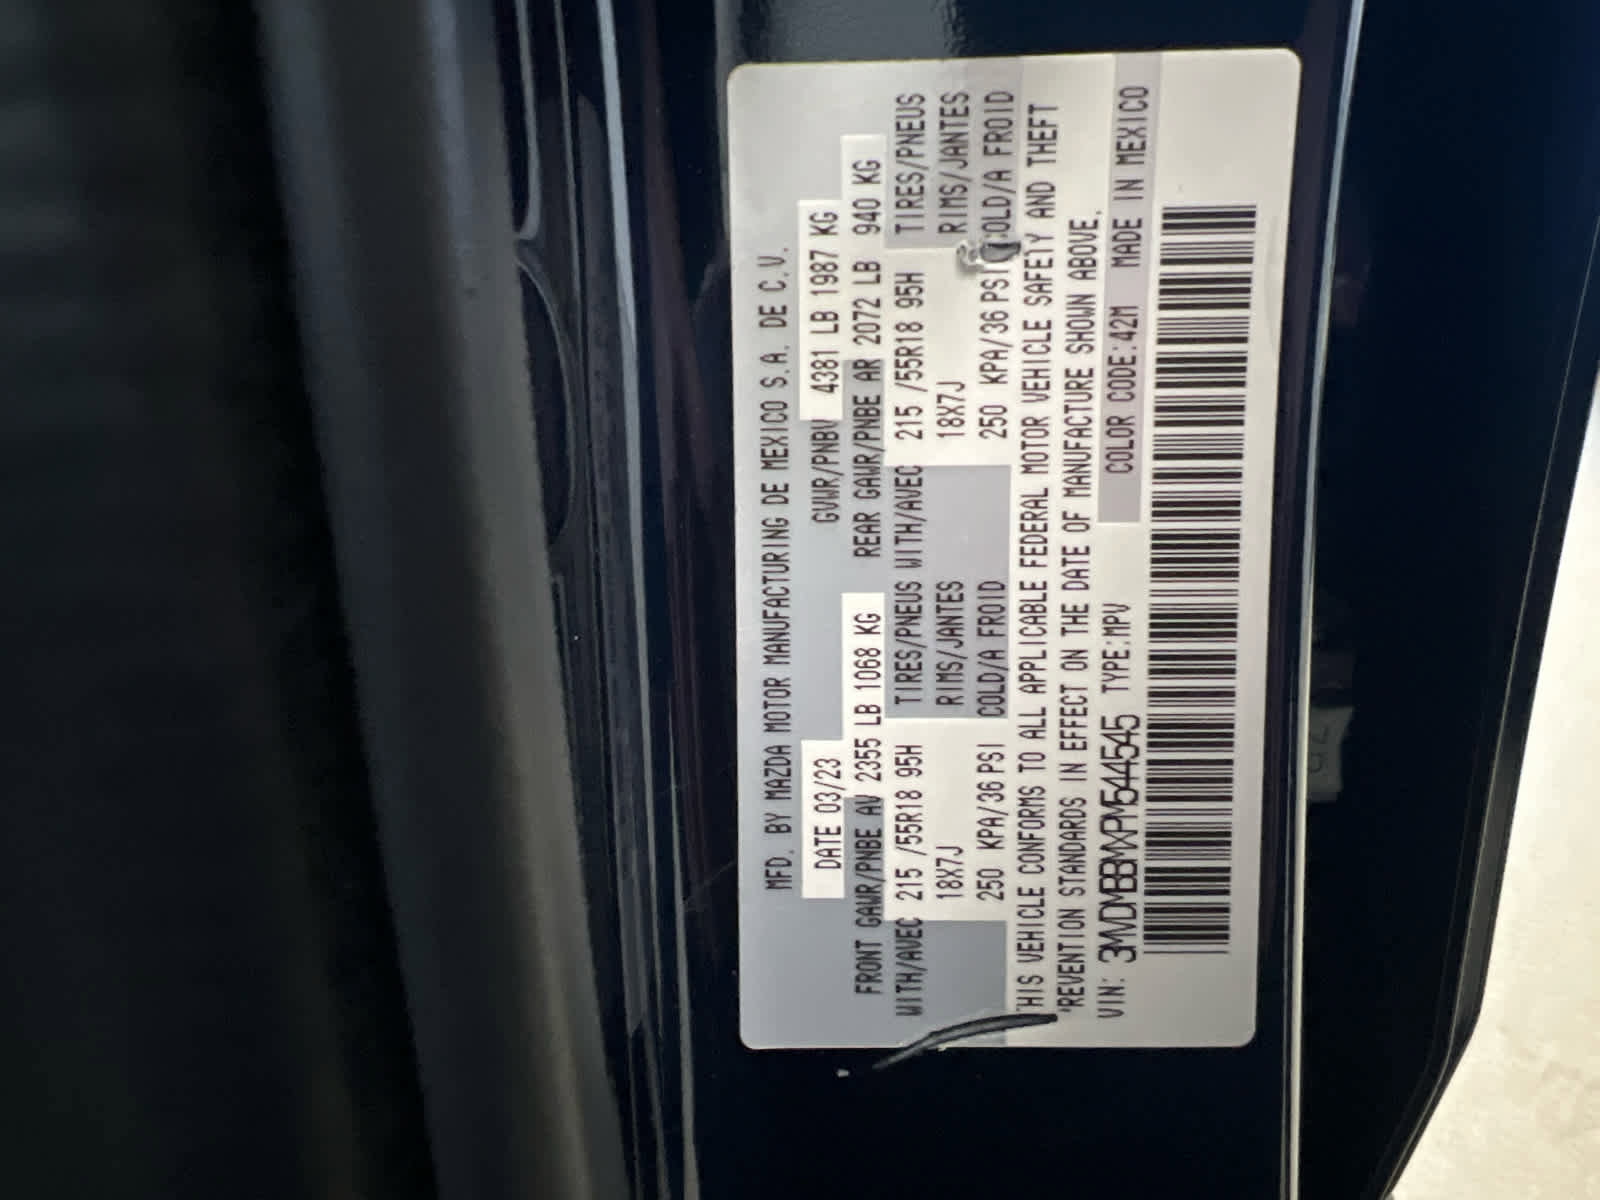 MFD. BY MAZDA MOTOR MANUFACTURING DE MEXICO S.A. DE C.V.
DATE 03/23 GVWR/PNBV 4381 LB 1987 KG
FRONT GAWR/PNBE AV 2355 LB 1068 KG REAR GAWR/PNBE AR 2072 LB 940 KG
WITH/AVEC 215 /55R18 95H TIRES/PNEUS WITH/AVEC 215 /55R18 95H TIRES/PNEUS
18X7J RIMS/JANTES 18X7J RIMS/JANTES
250 KPA/36 PSI COLD/A FROID 250 KPA/36 PSI COLD/A FROID
THIS VEHICLE CONFORMS TO ALL APPLICABLE FEDERAL MOTOR VEHICLE SAFETY AND THEFT
PREVENTION STANDARDS IN EFFECT ON THE DATE OF MANUFACTURE SHOWN ABOVE.
VIN: 3MVDMBBMXPM544545 TYPE:MPV COLOR CODE:42M MADE IN MEXICO